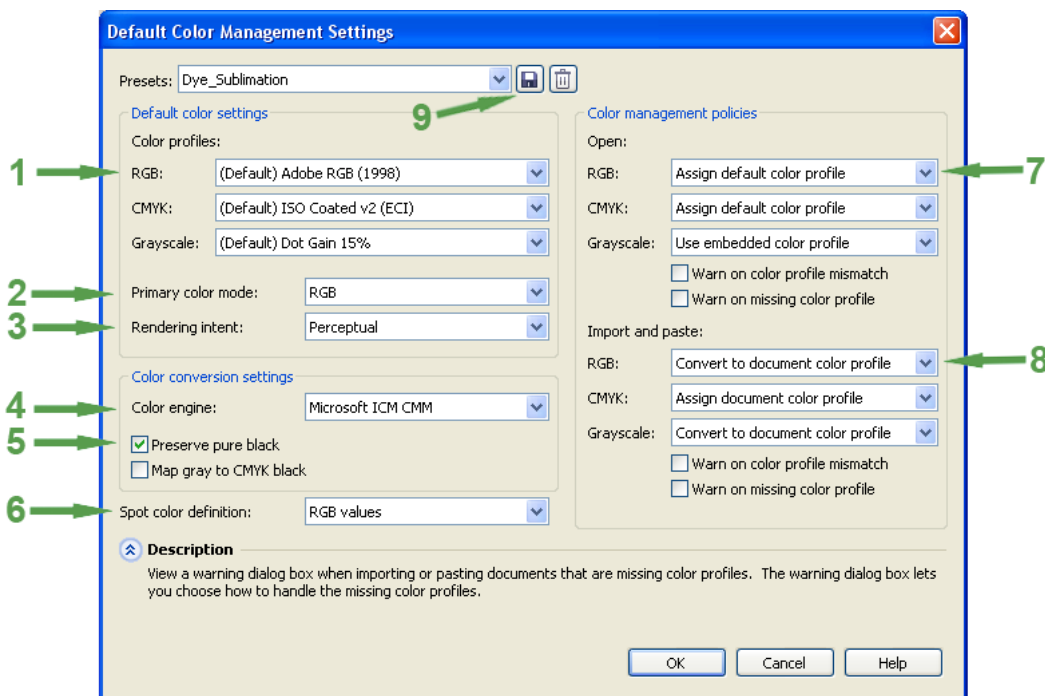 Default Color Management Settings
Presets: Dye_Sublimation
9
Default color settings
Color profiles:
1 RGB: (Default) Adobe RGB (1998)
CMYK: (Default) ISO Coated v2 (ECI)
Grayscale: (Default) Dot Gain 15%
2 Primary color mode: RGB
3 Rendering intent: Perceptual
Color conversion settings
4 Color engine: Microsoft ICM CMM
5 Preserve pure black
Map gray to CMYK black
6 Spot color definition: RGB values
Color management policies
Open:
RGB: Assign default color profile 7
CMYK: Assign default color profile
Grayscale: Use embedded color profile
Warn on color profile mismatch
Warn on missing color profile
Import and paste:
RGB: Convert to document color profile 8
CMYK: Assign document color profile
Grayscale: Convert to document color profile
Warn on color profile mismatch
Warn on missing color profile
Description
View a warning dialog box when importing or pasting documents that are missing color profiles. The warning dialog box lets
you choose how to handle the missing color profiles.
OK Cancel Help